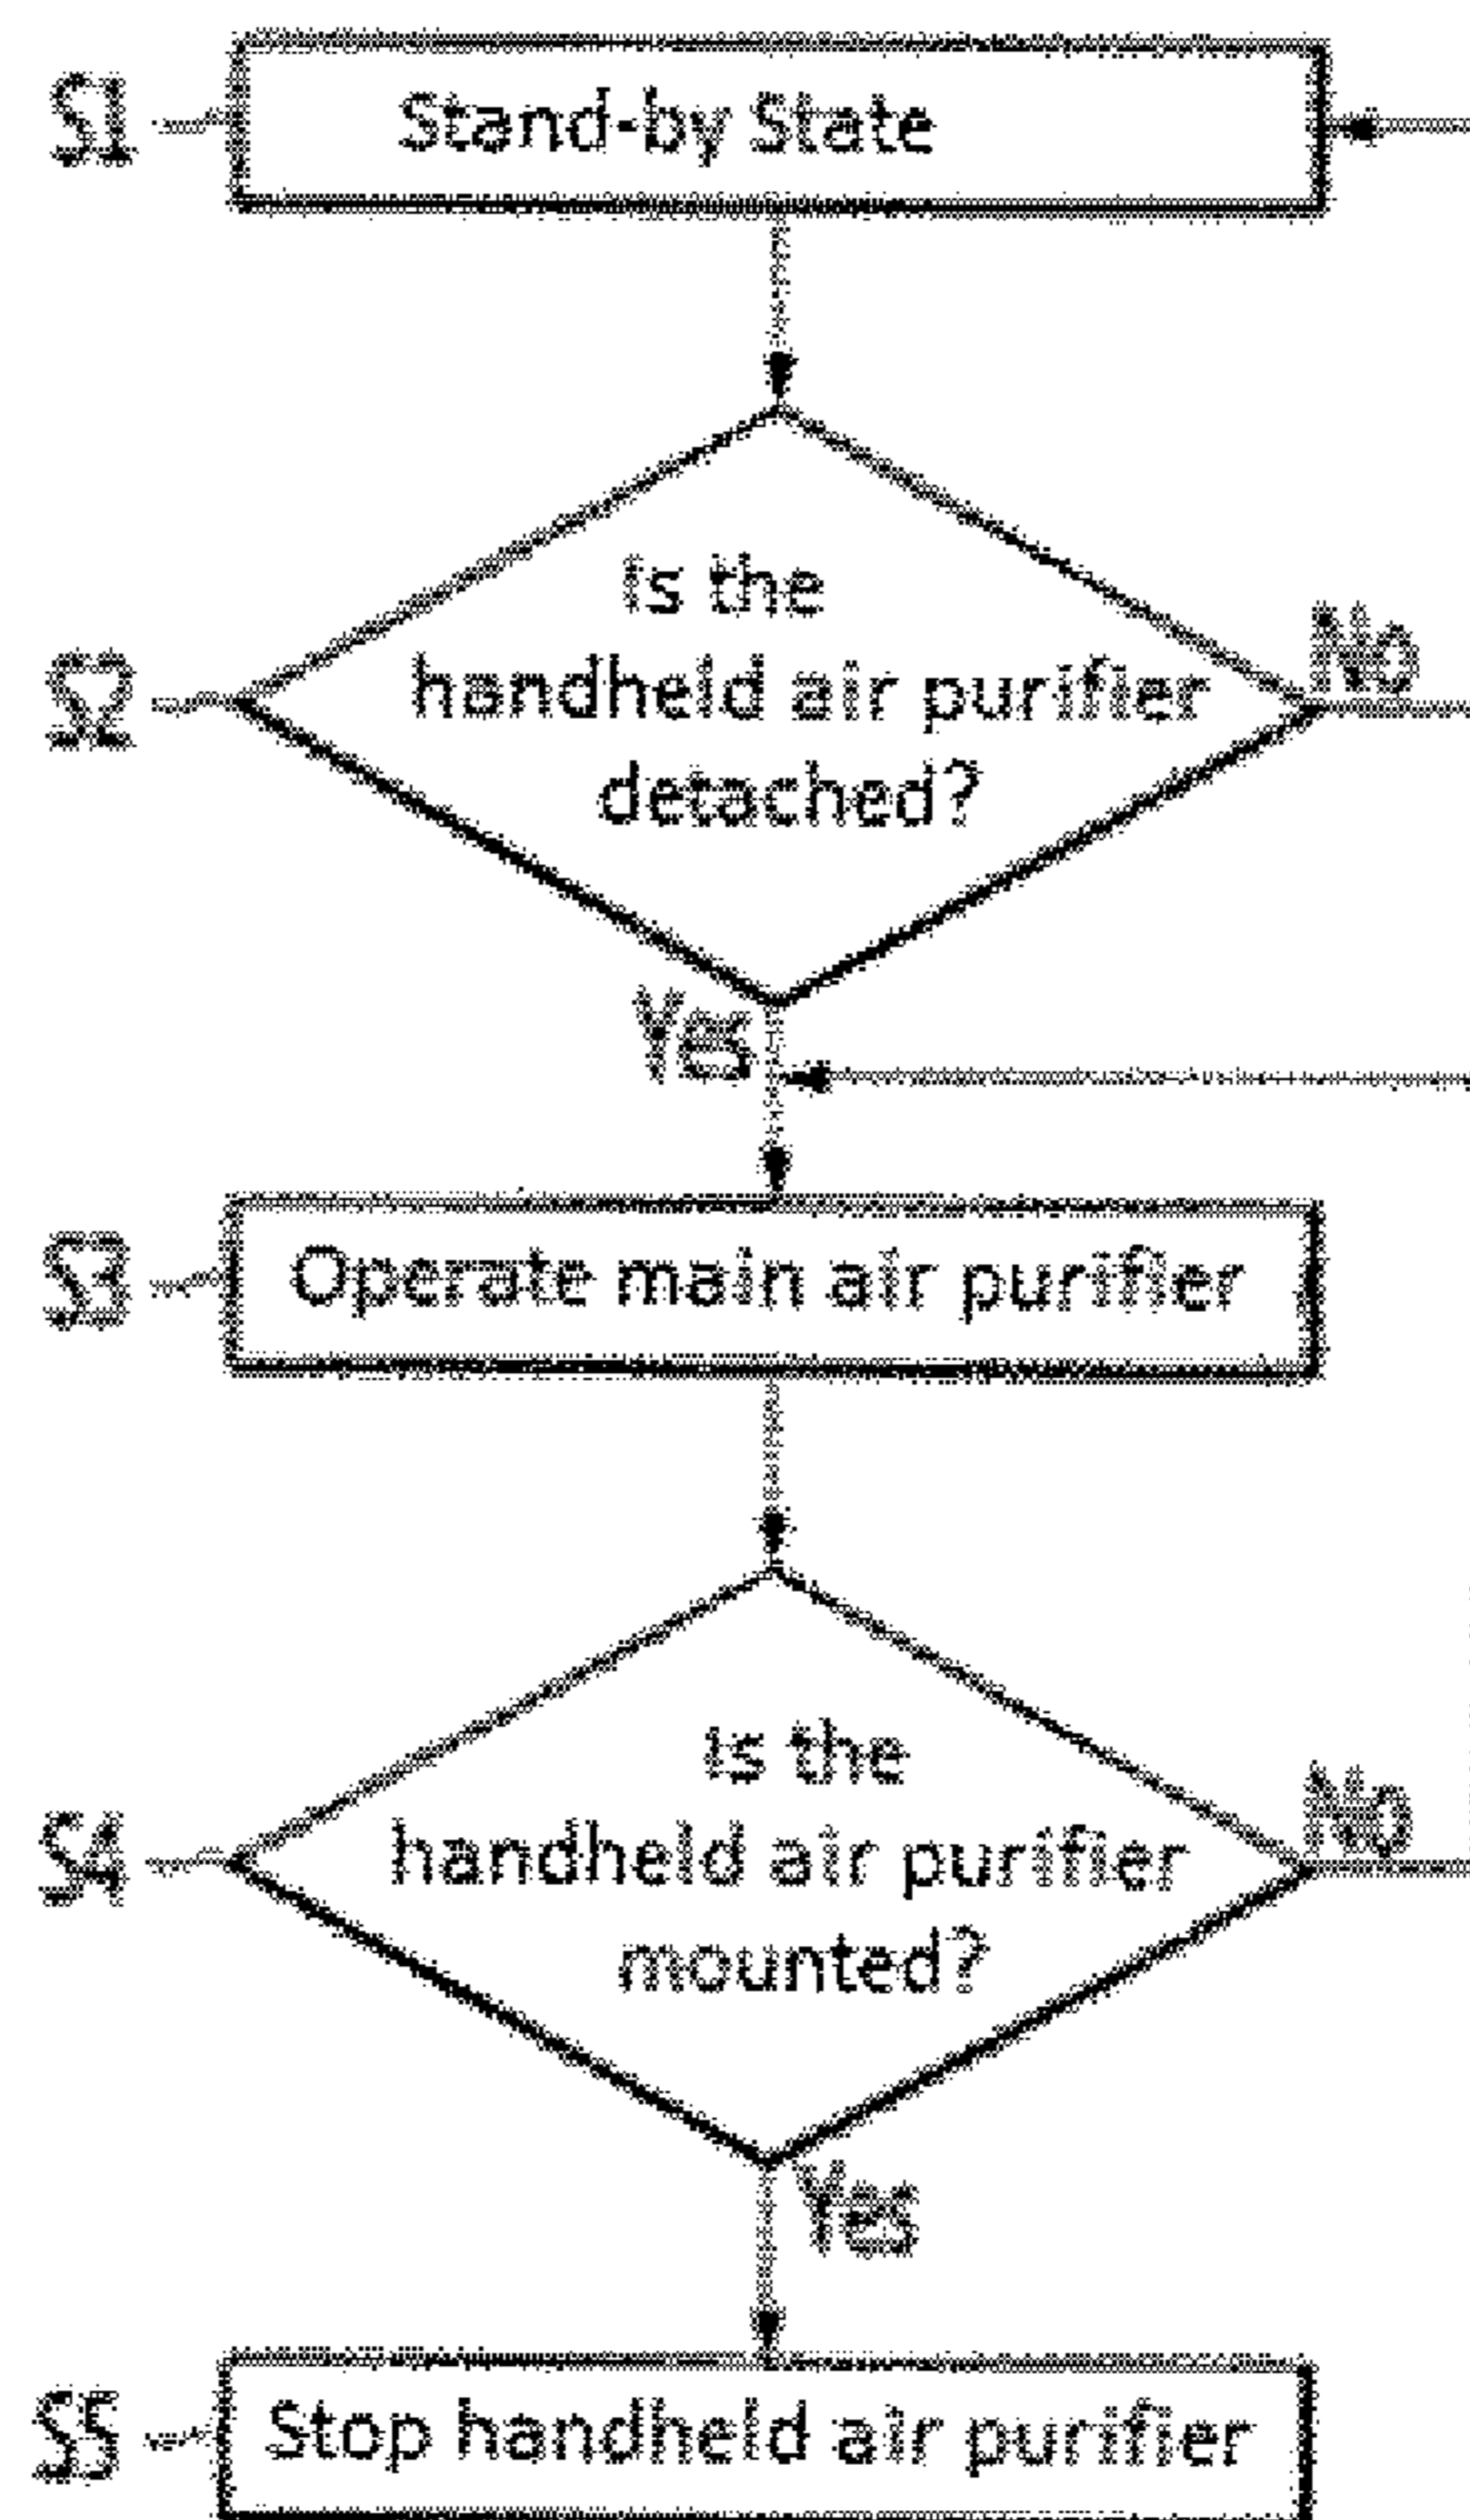 S1 Stand-by State
Is the
S2 handheld air purifier No
detached?
Yes
S3 Operate main air purifier
Is the
S4 handheld air purifier No
mounted?
Yes
S5 Stop handheld air purifier